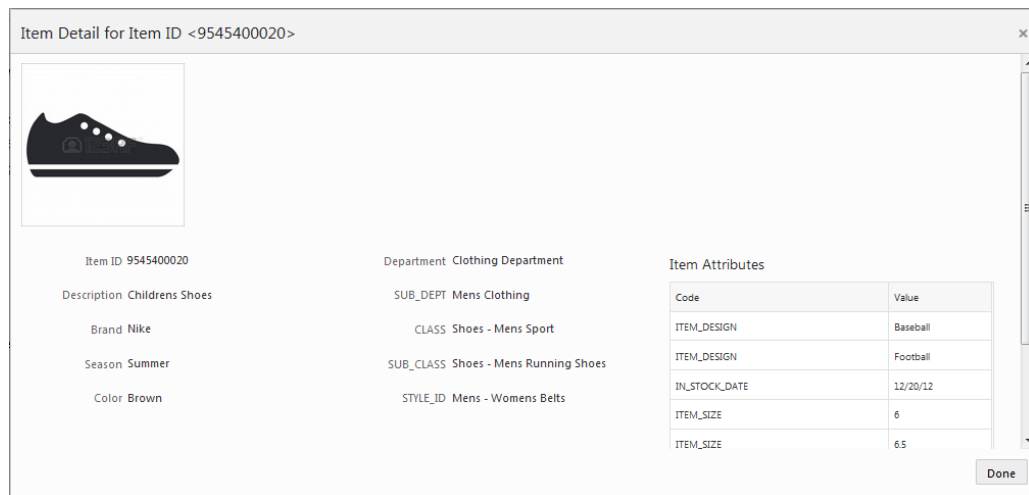 Item Detail for Item ID <9545400020>
×
Item ID 9545400020
Description Childrens Shoes
Brand Nike
Season Summer
Color Brown
Department Clothing Department
SUB_DEPT Mens Clothing
CLASS Shoes - Mens Sport
SUB_CLASS Shoes - Mens Running Shoes
STYLE_ID Mens - Womens Belts
Item Attributes
Code Value
ITEM_DESIGN Baseball
ITEM_DESIGN Football
IN_STOCK_DATE 12/20/12
ITEM_SIZE 6
ITEM_SIZE 6.5
Done